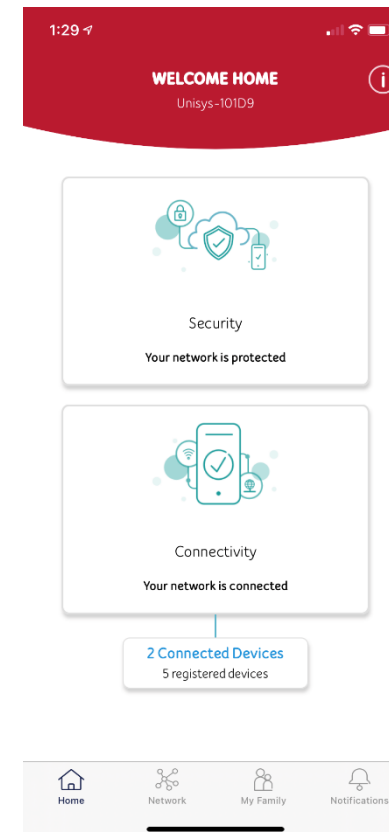 1:29
WELCOME HOME
Unisys-101D9
Security
Your network is protected
Connectivity
Your network is connected
2 Connected Devices
5 registered devices
Home
Network
My Family
Notifications